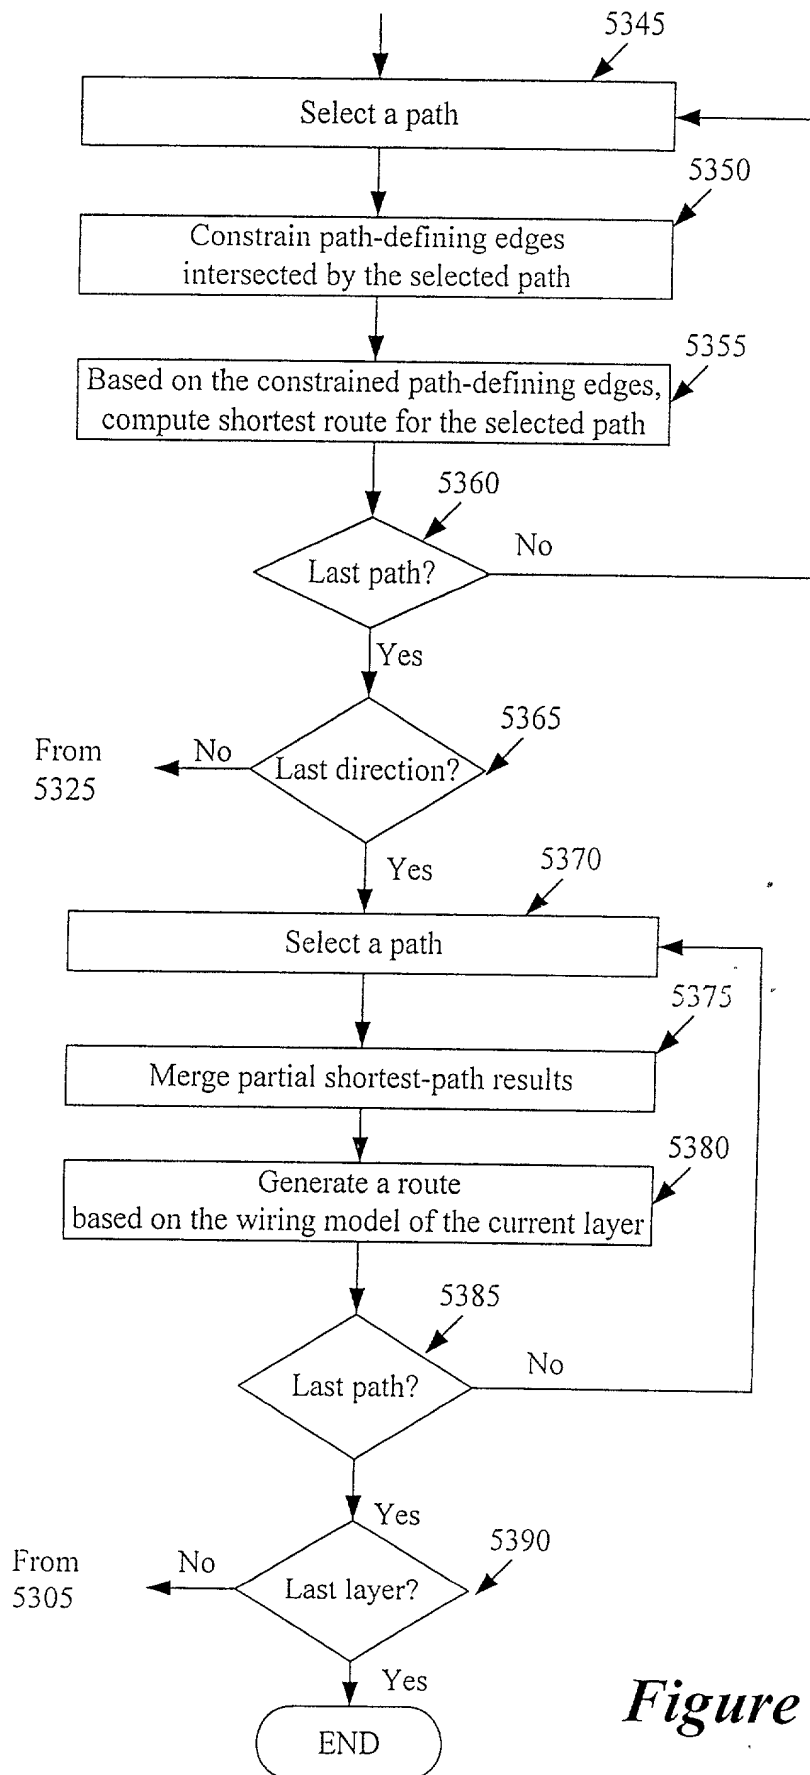 5345
Select a path
5350
Constrain path-defining edges
intersected by the selected path
5355
Based on the constrained path-defining edges,
compute shortest route for the selected path
5360
Last path?
No
Yes
5365
From
5325
No
Last direction?
Yes
5370
Select a path
5375
Merge partial shortest-path results
5380
Generate a route
based on the wiring model of the current layer
5385
Last path?
No
Yes
5390
From
5305
No
Last layer?
Yes
END
Figure